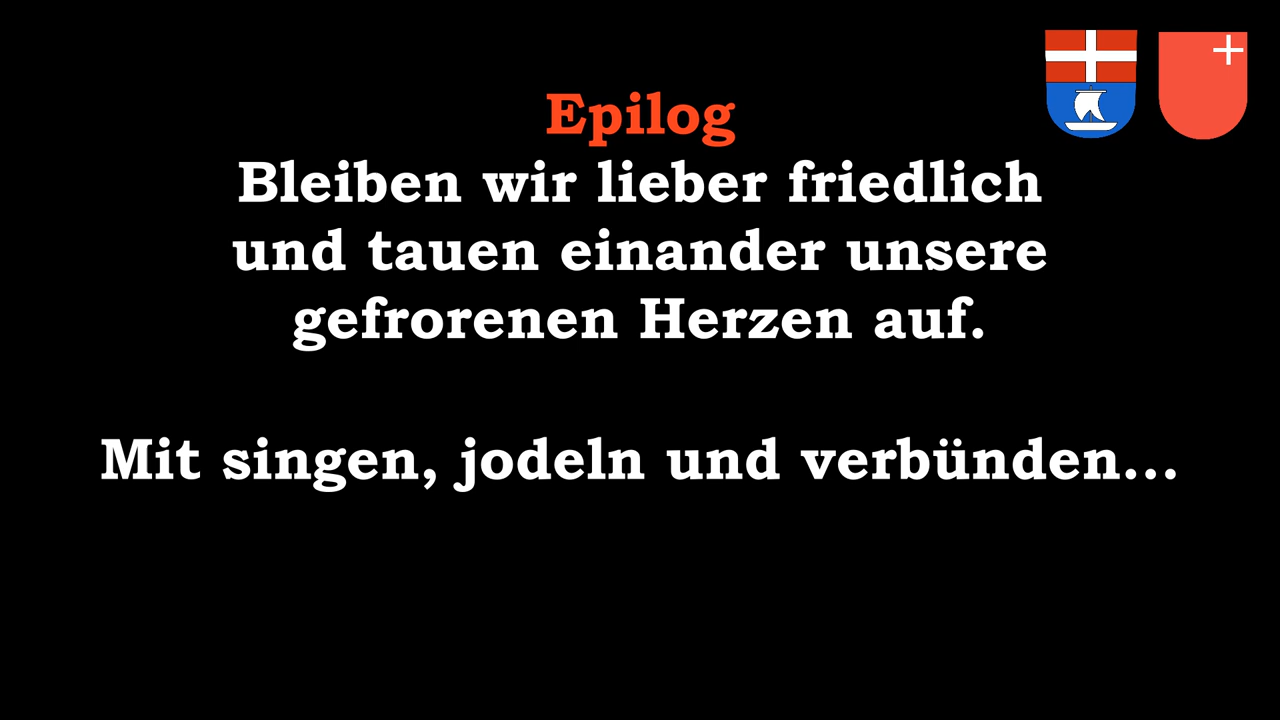 Epilog
Bleiben wir lieber friedlich
und tauen einander unsere
gefrorenen Herzen auf.
Mit singen, jodeln und verbünden...